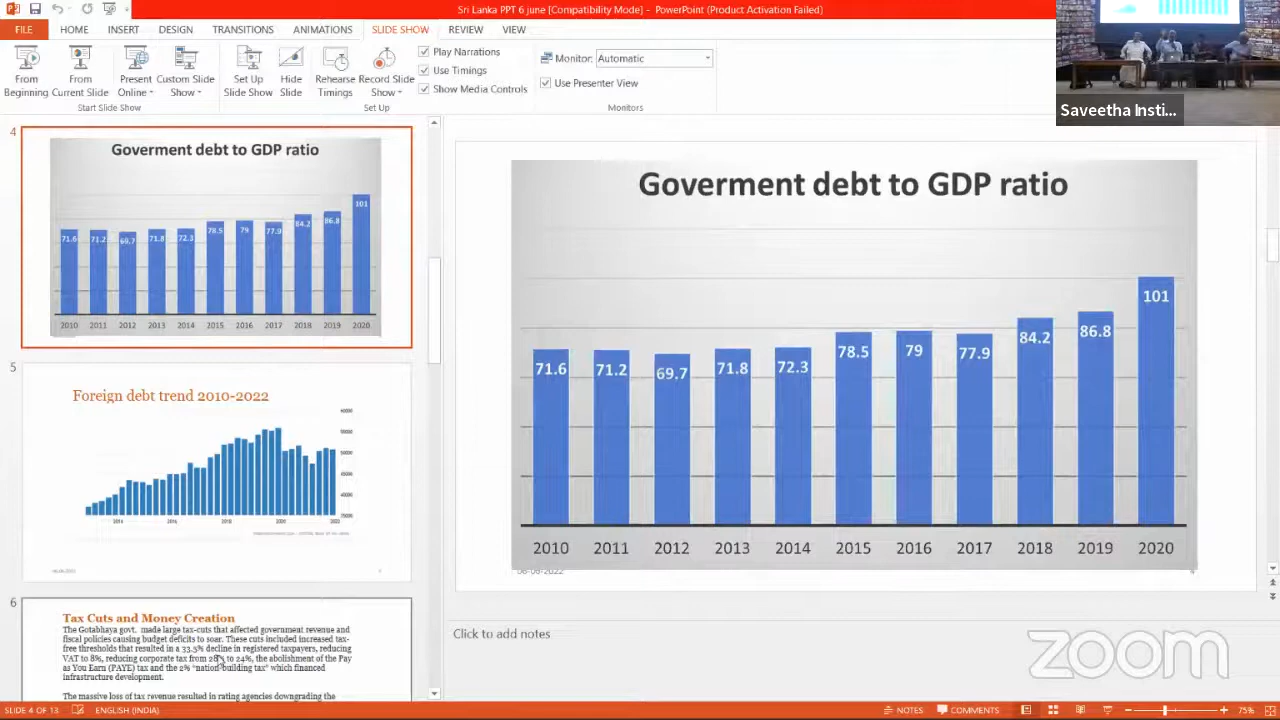 Sri Lanka PPT 6 june [Compatibility Mode] - PowerPoint (Product Activation Failed)
FILE HOME INSERT DESIGN TRANSITIONS ANIMATIONS SLIDE SHOW REVIEW VIEW
From Beginning
From Current Slide
Present Online
Custom Slide Show
Start Slide Show
Set Up Slide Show
Hide Slide
Rehearse Timings
Record Slide Show
Play Narrations
Use Timings
Show Media Controls
Set Up
Monitor: Automatic
Use Presenter View
Monitors
Saveetha Insti...
4
Goverment debt to GDP ratio
71.6 71.2 69.7 71.8 72.3 78.5 79 77.9 84.2 86.8 101
2010 2011 2012 2013 2014 2015 2016 2017 2018 2019 2020
5
Foreign debt trend 2010-2022
6
Tax Cuts and Money Creation
The Gotabhaya govt. made large tax-cuts that affected government revenue and
fiscal policies causing budget deficits to soar. These cuts included increased tax-
free thresholds that resulted in a 33.5% decline in registered taxpayers, reducing
VAT to 8%, reducing corporate tax from 28% to 24%, the abolishment of the Pay
as You Earn (PAYE) tax and the 2% "nation building tax" which financed
infrastructure development.
The massive loss of tax revenue resulted in rating agencies downgrading the
Goverment debt to GDP ratio
71.6 71.2 69.7 71.8 72.3 78.5 79 77.9 84.2 86.8 101
2010 2011 2012 2013 2014 2015 2016 2017 2018 2019 2020
Click to add notes
zoom
SLIDE 4 OF 13 ENGLISH (INDIA) NOTES COMMENTS 75%